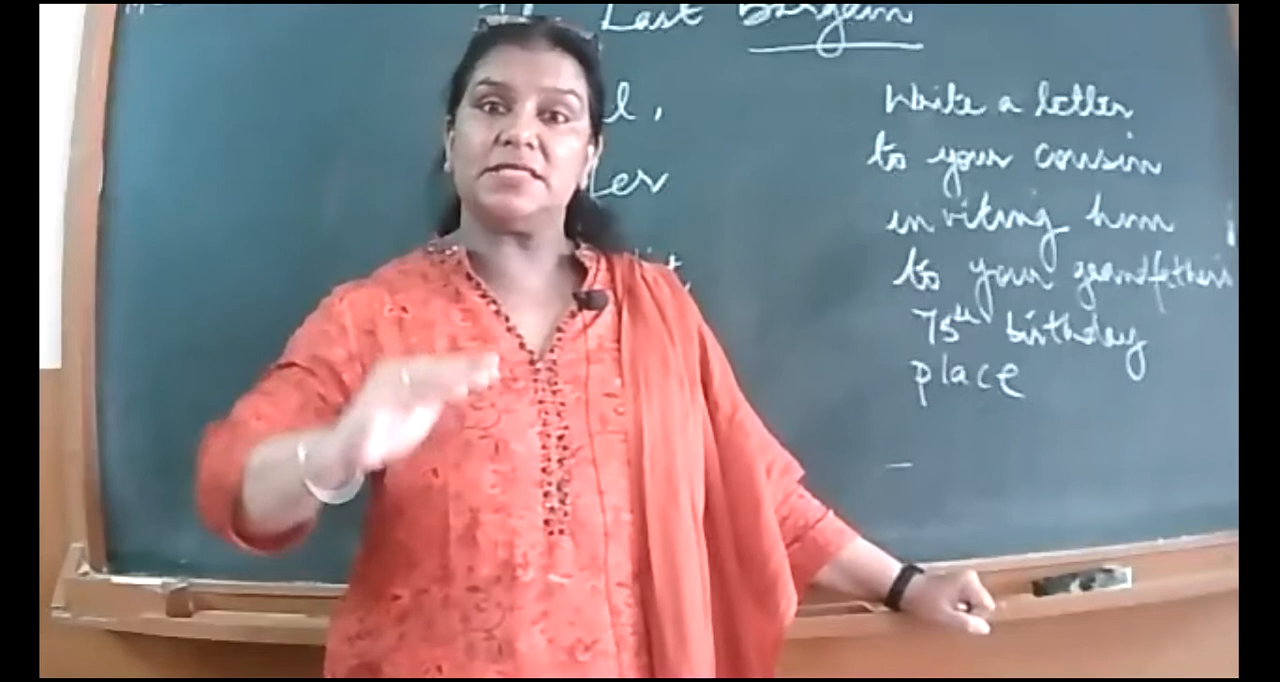 Last Bargain
Write a letter
to your cousin
inviting him
to your grandfather's
75th birthday
place